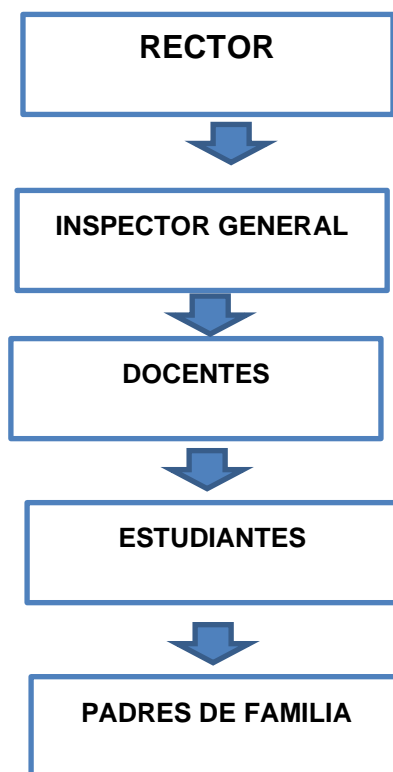 RECTOR
INSPECTOR GENERAL
DOCENTES
ESTUDIANTES
PADRES DE FAMILIA